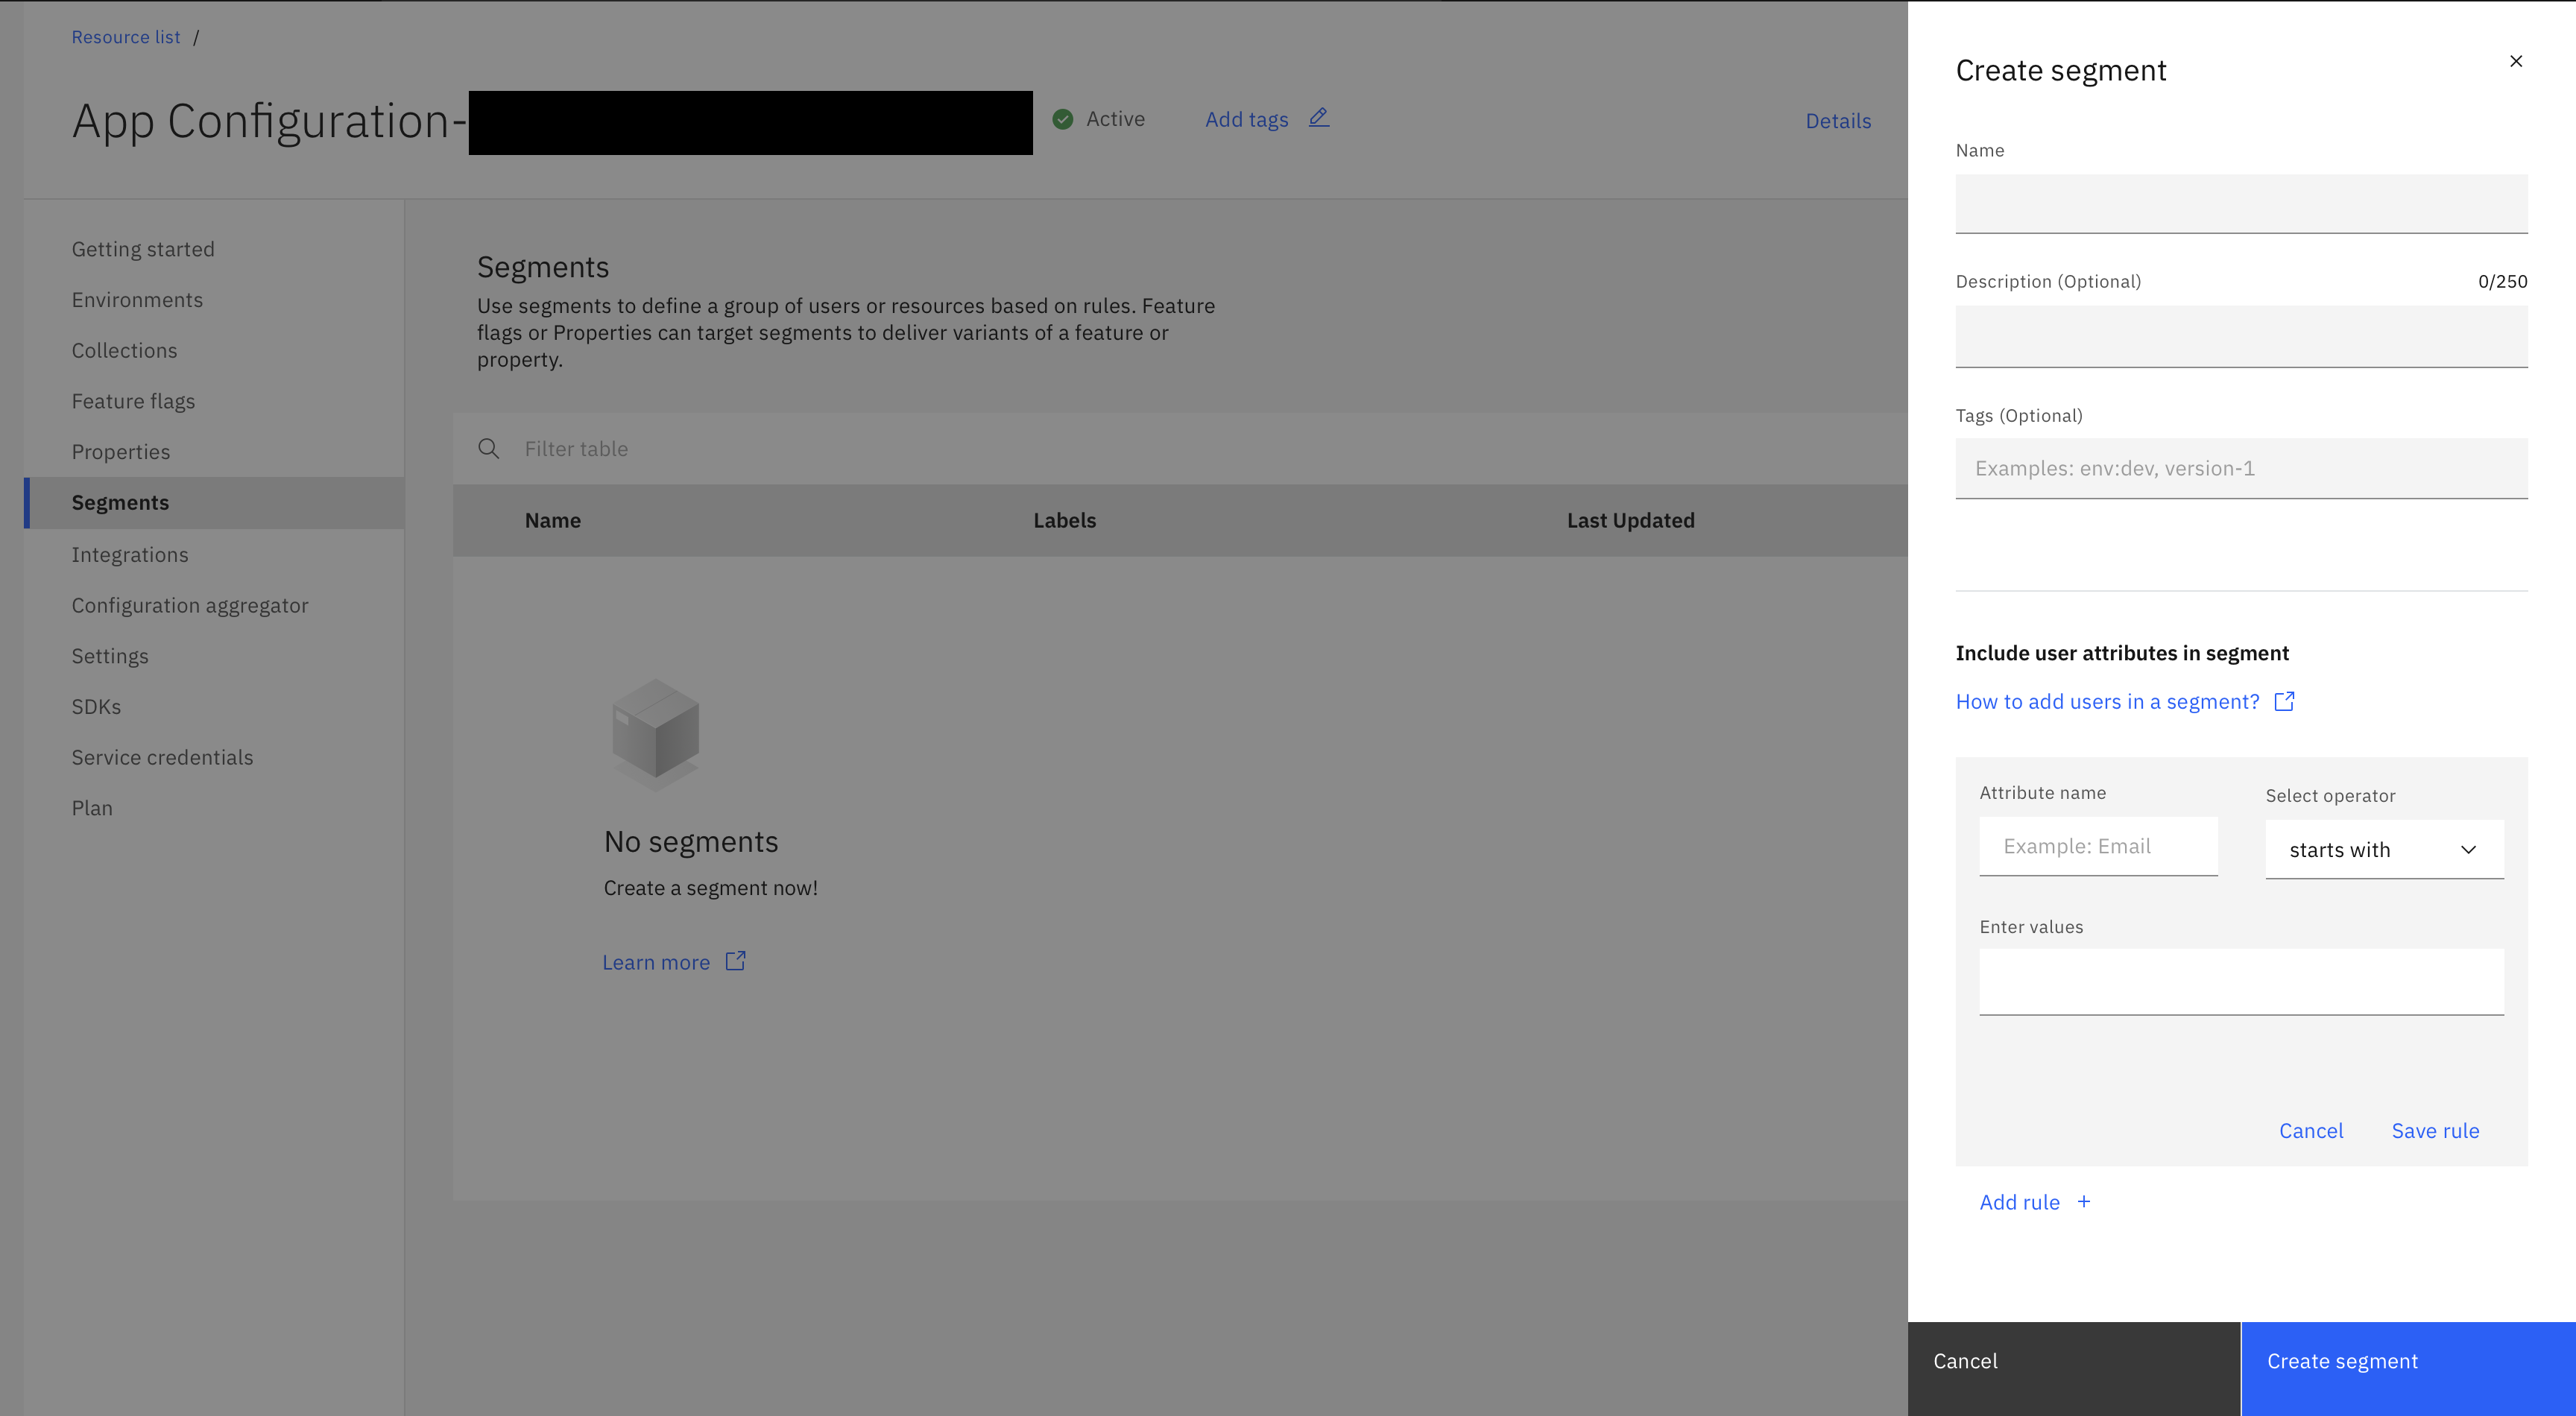 Resource list /
App Configuration-
Active
Add tags
Details
Getting started
Environments
Collections
Feature flags
Properties
Segments
Integrations
Configuration aggregator
Settings
SDKs
Service credentials
Plan
Segments
Use segments to define a group of users or resources based on rules. Feature
flags or Properties can target segments to deliver variants of a feature or
property.
Filter table
Name Labels Last Updated
No segments
Create a segment now!
Learn more
Create segment
Name
Description (Optional) 0/250
Tags (Optional)
Examples: env:dev, version-1
Include user attributes in segment
How to add users in a segment?
Attribute name Select operator
Example: Email starts with
Enter values
Cancel Save rule
Add rule +
Cancel Create segment